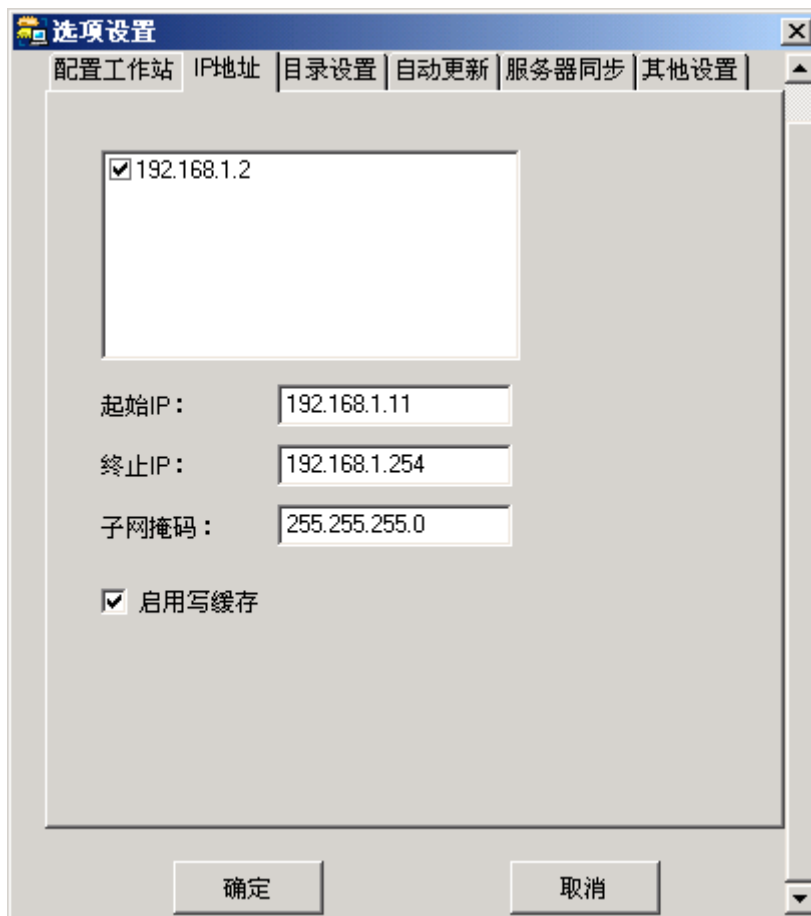 选项设置
配置工作站 IP地址 目录设置 自动更新 服务器同步 其他设置
192.168.1.2
起始IP： 192.168.1.11
终止IP： 192.168.1.254
子网掩码： 255.255.255.0
启用写缓存
确定 取消